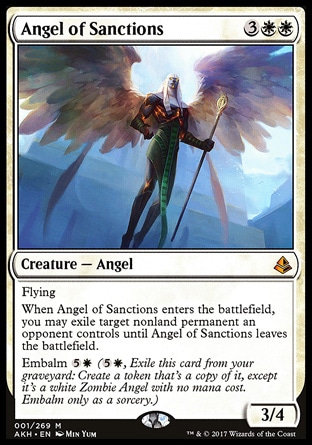 Angel of Sanctions 3
Creature — Angel
Flying
When Angel of Sanctions enters the battlefield,
you may exile target nonland permanent an
opponent controls until Angel of Sanctions leaves
the battlefield.
Embalm 5 (5, Exile this card from your
graveyard: Create a token that's a copy of it, except
it's a white Zombie Angel with no mana cost.
Embalm only as a sorcery.)
3/4
001/269 M
AKH • EN Min Yum
™ & © 2017 Wizards of the Coast